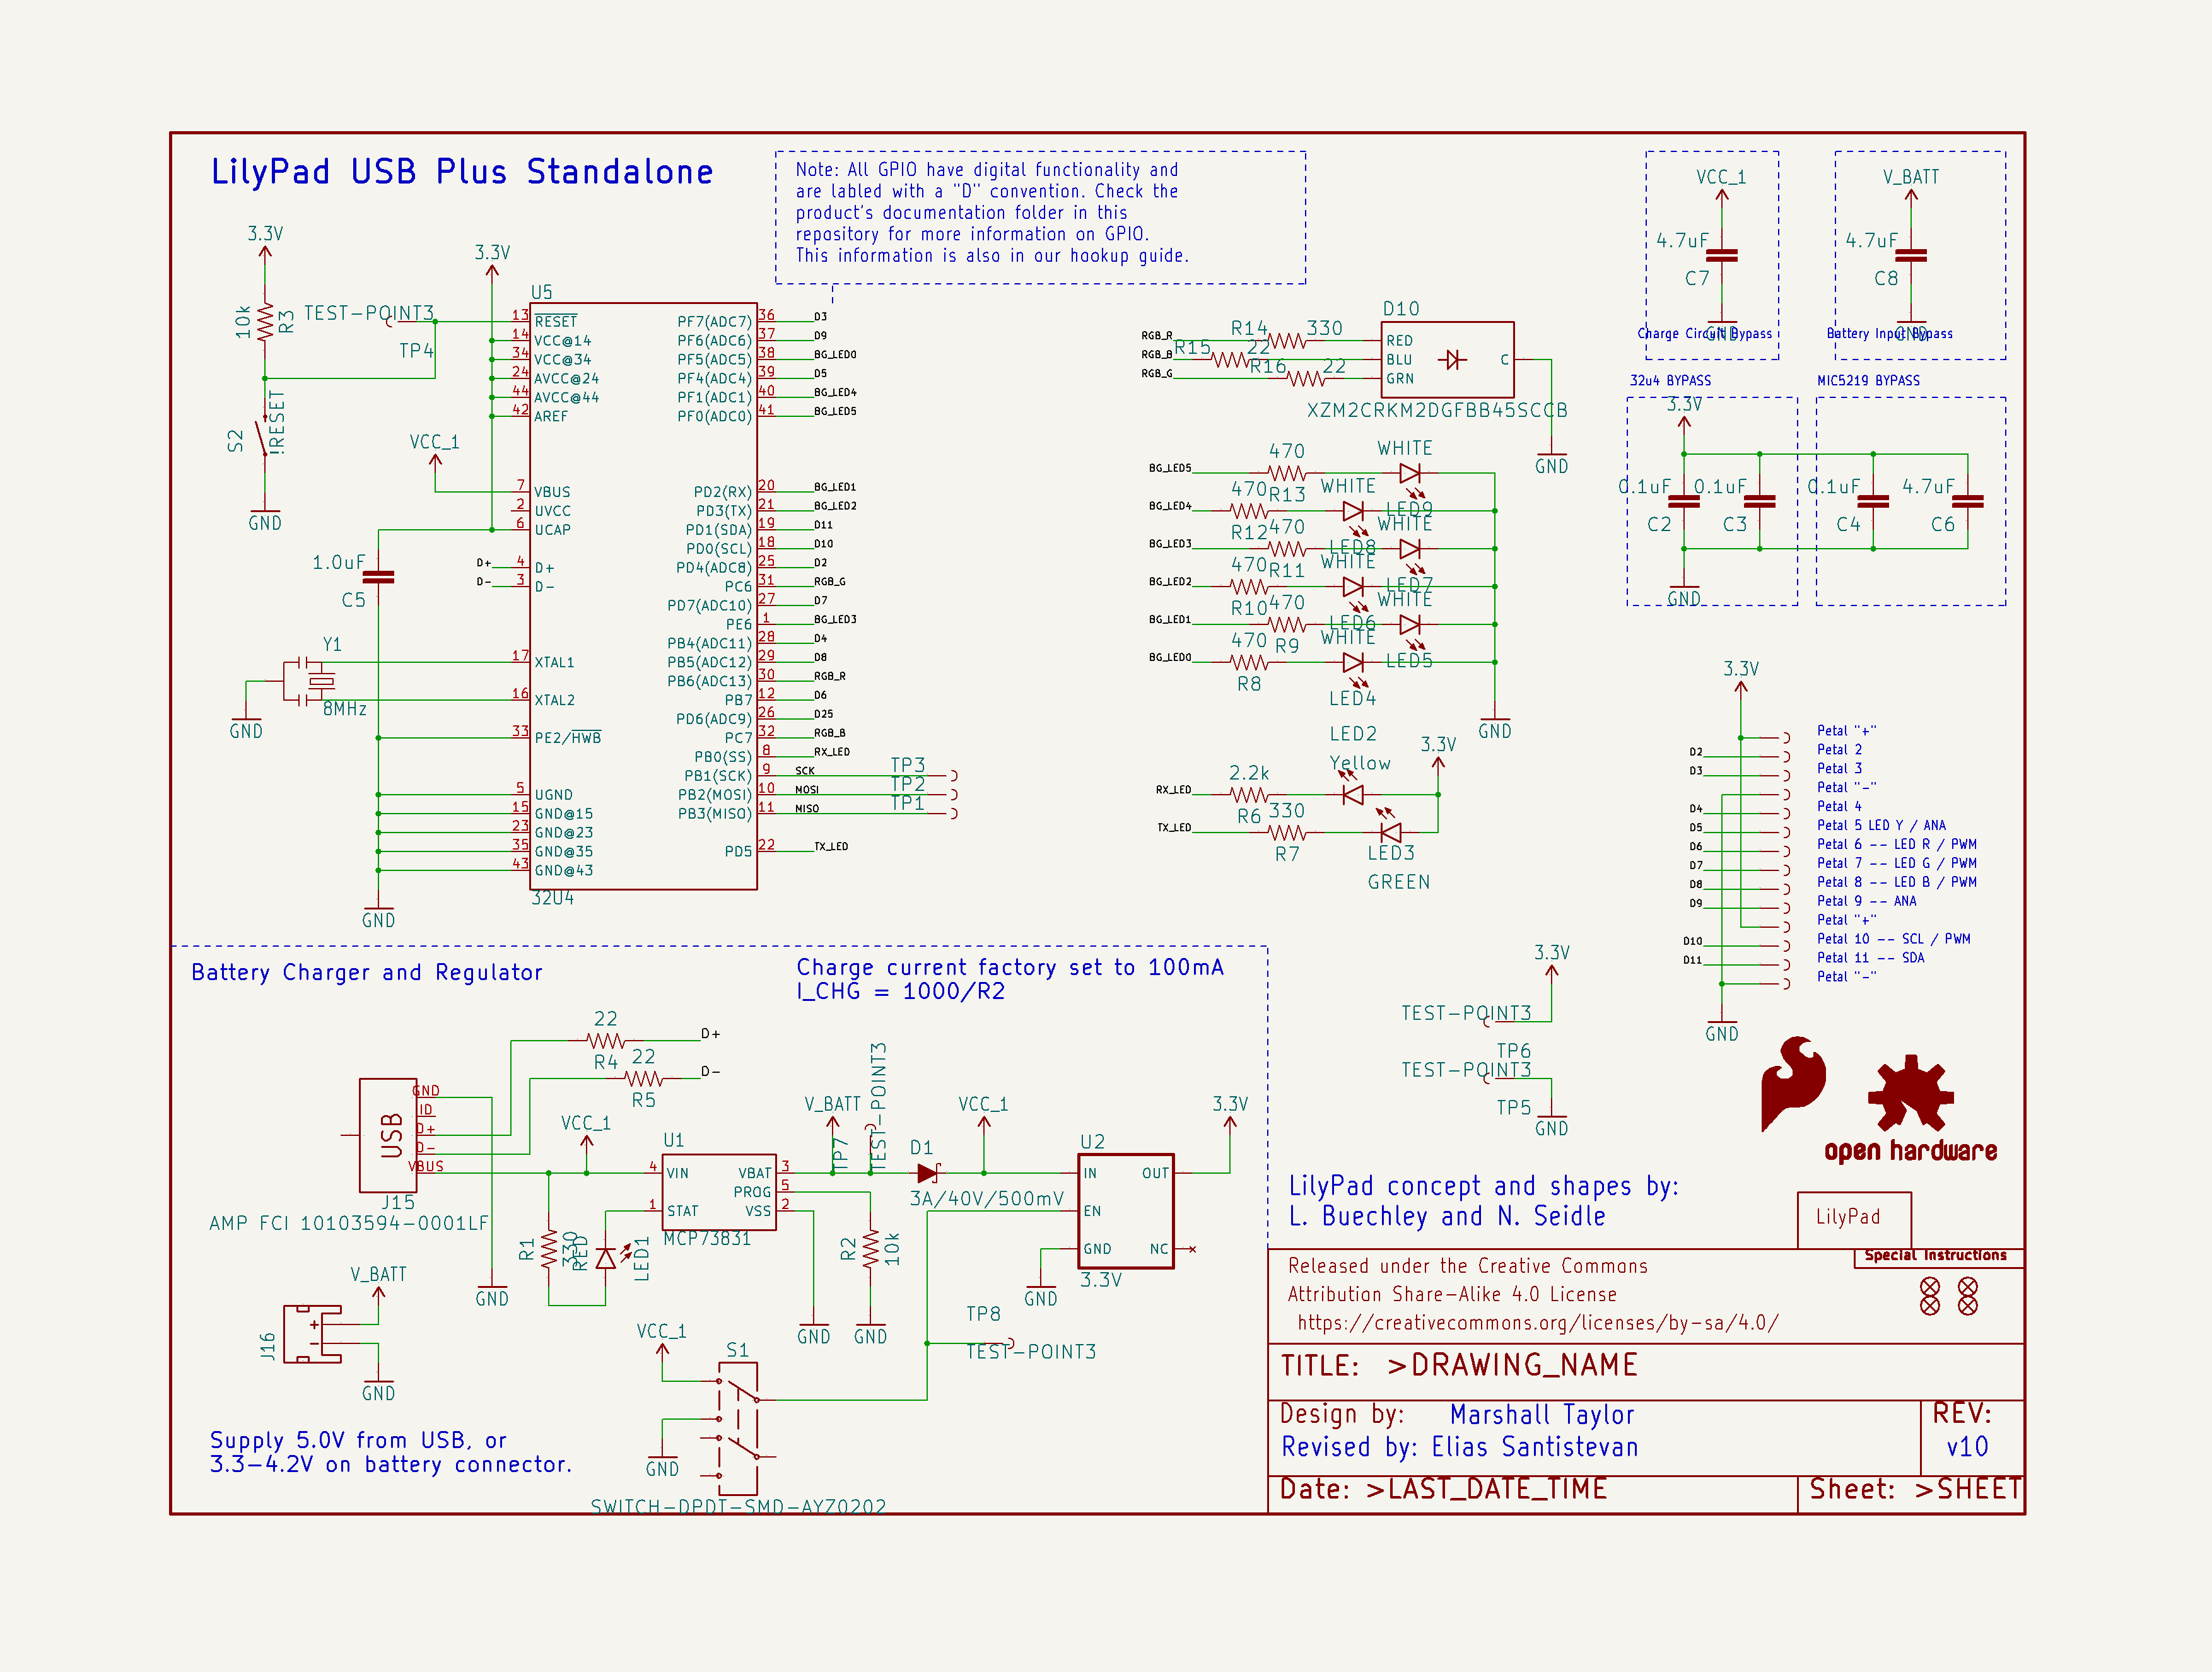 LilyPad USB Plus Standalone
Note: All GPIO have digital functionality and
are labled with a "D" convention. Check the
product's documentation folder in this
repository for more information on GPIO.
This information is also in our hookup guide.
3.3V
10k
R3
TEST-POINT3
TP4
S2
!RESET
GND
3.3V
VCC_1
1.0uF
C5
D+
D-
Y1
8MHz
GND
GND
U5
13 RESET
14 VCC@14
34 VCC@34
24 AVCC@24
44 AVCC@44
42 AREF
7 VBUS
2 UVCC
6 UCAP
4 D+
3 D-
17 XTAL1
16 XTAL2
33 PE2/HWB
5 UGND
15 GND@15
23 GND@23
35 GND@35
43 GND@43
32U4
PF7(ADC7) 36 D3
PF6(ADC6) 37 D9
PF5(ADC5) 38 BG_LED0
PF4(ADC4) 39 D5
PF1(ADC1) 40 BG_LED4
PF0(ADC0) 41 BG_LED5
PD2(RX) 20 BG_LED1
PD3(TX) 21 BG_LED2
PD1(SDA) 19 D11
PD0(SCL) 18 D10
PD4(ADC8) 25 D2
PC6 31 RGB_G
PD7(ADC10) 27 D7
PE6 1 BG_LED3
PB4(ADC11) 28 D4
PB5(ADC12) 29 D8
PB6(ADC13) 30 RGB_R
PB7 12 D6
PD6(ADC9) 26 D25
PC7 32 RGB_B
PB0(SS) 8 RX_LED
PB1(SCK) 9 SCK TP3
PB2(MOSI) 10 MOSI TP2
PB3(MISO) 11 MISO TP1
PD5 22 TX_LED
D10
RGB_R R14 330 RED
RGB_B R15 22 BLU C
RGB_G R16 22 GRN
XZM2CRKM2DGFBB45SCCB
GND
BG_LED5 470 R13 WHITE LED9
BG_LED4 470 R12 WHITE LED8
BG_LED3 470 R11 WHITE LED7
BG_LED2 470 R10 WHITE LED6
BG_LED1 470 R9 WHITE LED5
BG_LED0 470 R8 WHITE LED4
GND
LED2
Yellow
3.3V
RX_LED 2.2k R6
TX_LED 330 R7
LED3
GREEN
VCC_1
4.7uF
C7
GND
Charge Circuit Bypass
V_BATT
4.7uF
C8
GND
Battery Input Bypass
32u4 BYPASS
MIC5219 BYPASS
3.3V
0.1uF 0.1uF 0.1uF 4.7uF
C2 C3 C4 C6
GND
3.3V
Petal "+"
D2 Petal 2
D3 Petal 3
Petal "-"
D4 Petal 4
D5 Petal 5 LED Y / ANA
D6 Petal 6 -- LED R / PWM
D7 Petal 7 -- LED G / PWM
D8 Petal 8 -- LED B / PWM
D9 Petal 9 -- ANA
Petal "+"
D10 Petal 10 -- SCL / PWM
D11 Petal 11 -- SDA
Petal "-"
GND
3.3V
TEST-POINT3
TP6
TEST-POINT3
TP5
GND
open hardware
Battery Charger and Regulator
Charge current factory set to 100mA
I_CHG = 1000/R2
22
R4
D+
22
R5
D-
USB
GND
ID
D+
D-
VBUS
J15
AMP FCI 10103594-0001LF
GND
VCC_1
R1
330
RED
LED1
U1
4 VIN
1 STAT
VBAT 3
PROG 5
VSS 2
MCP73831
GND
V_BATT
TP7
TEST-POINT3
R2
10k
GND
D1
3A/40V/500mV
VCC_1
U2
IN
EN
GND
OUT
NC
3.3V
GND
3.3V
TP8
TEST-POINT3
V_BATT
J16
+
-
GND
VCC_1
GND
S1
SWITCH-DPDT-SMD-AYZ0202
Supply 5.0V from USB, or
3.3-4.2V on battery connector.
LilyPad concept and shapes by:
L. Buechley and N. Seidle
LilyPad
Special Instructions
Released under the Creative Commons
Attribution Share-Alike 4.0 License
https://creativecommons.org/licenses/by-sa/4.0/
TITLE: >DRAWING_NAME
Design by: Marshall Taylor
Revised by: Elias Santistevan
REV:
v10
Date: >LAST_DATE_TIME
Sheet: >SHEET